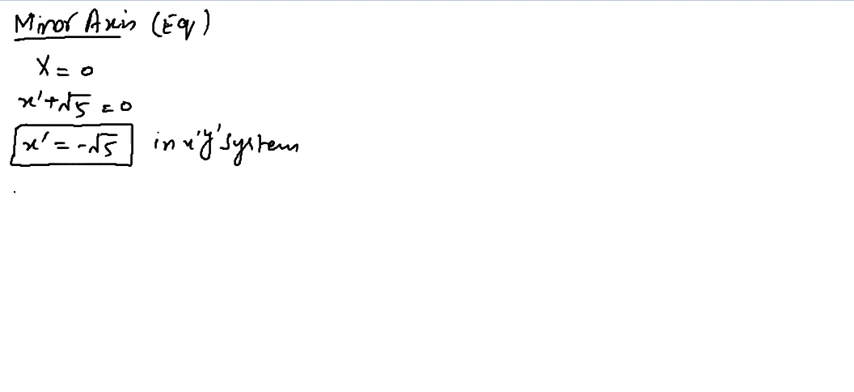 Minor Axis (Eq)
X = 0
x'+√5 = 0
x' = -√5 in x'y' system